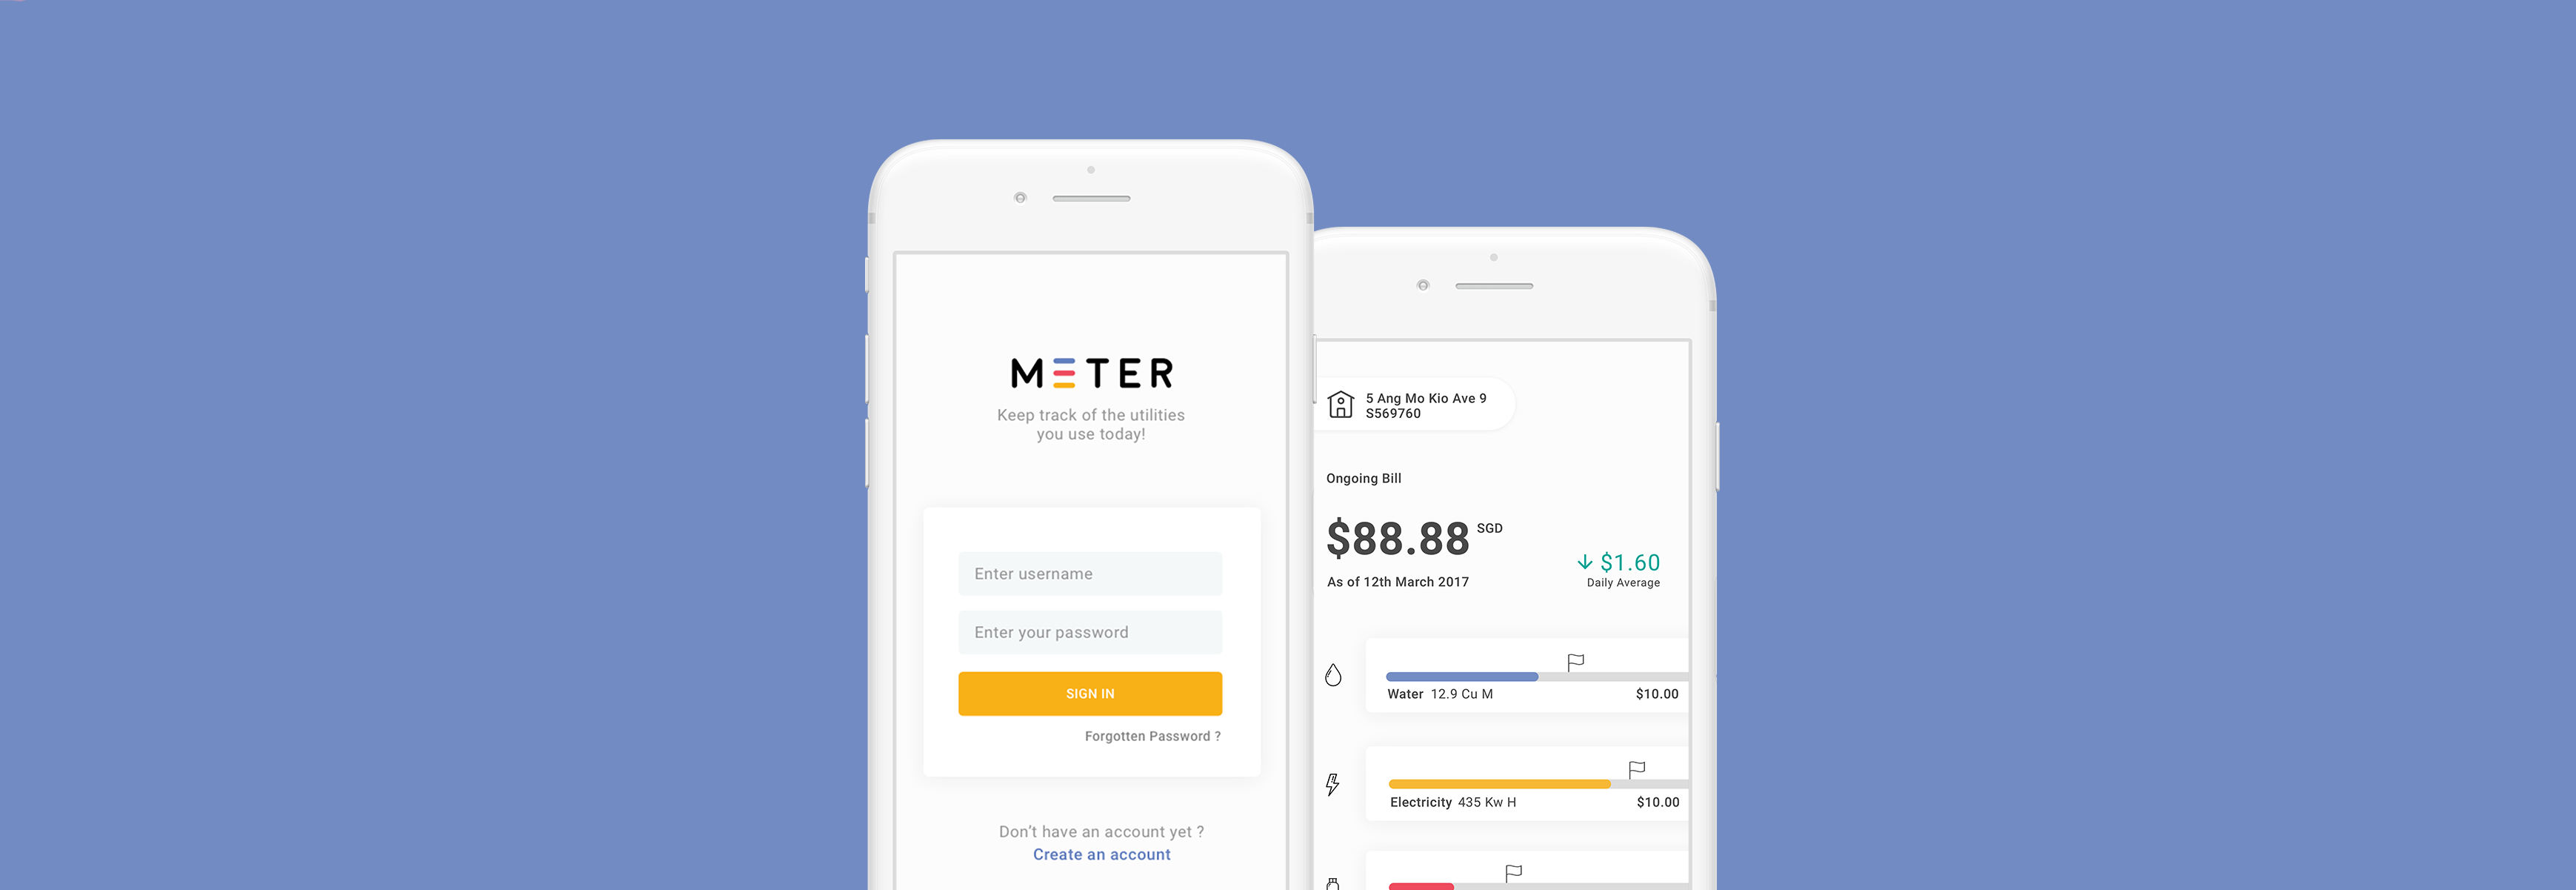 METER
Keep track of the utilities
you use today!
Enter username
Enter your password
SIGN IN
Forgotten Password ?
Don't have an account yet ?
Create an account
5 Ang Mo Kio Ave 9
S569760
Ongoing Bill
$88.88 SGD
As of 12th March 2017
$1.60
Daily Average
Water 12.9 Cu M $10.00
Electricity 435 Kw H $10.00